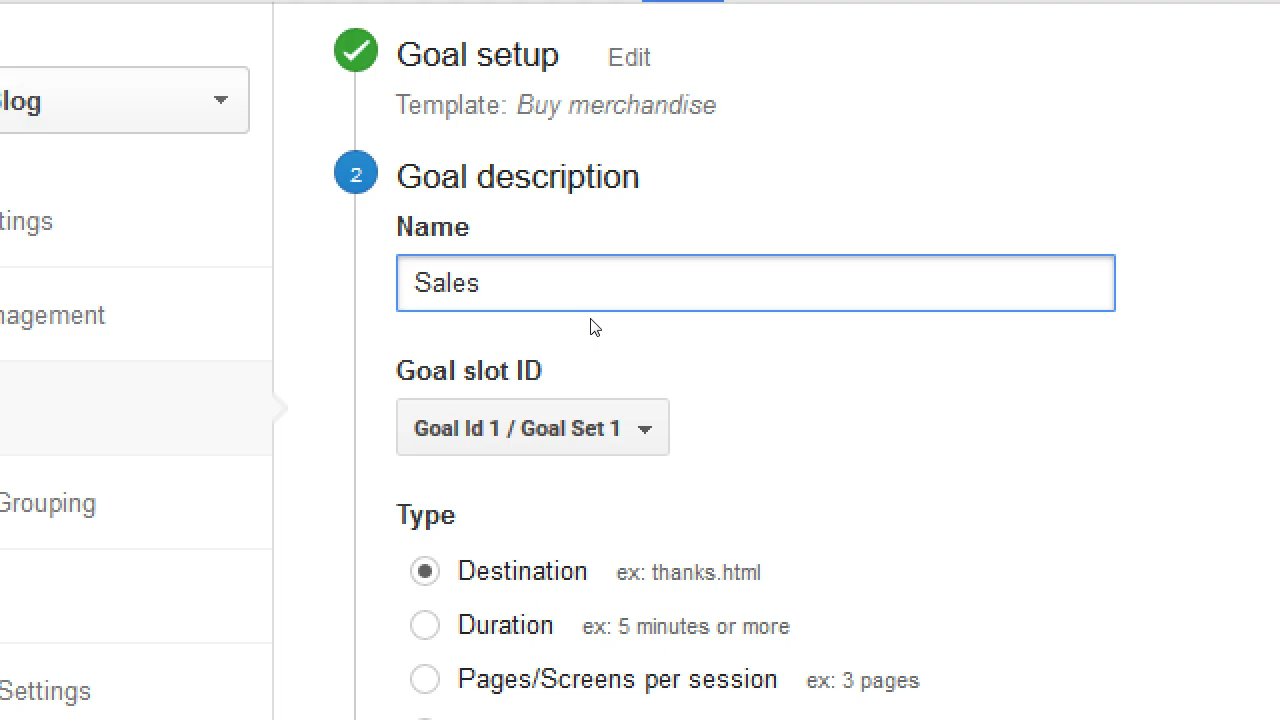 Goal setup Edit
Template: Buy merchandise
log
2 Goal description
tings
Name
Sales
nagement
Goal slot ID
Goal Id 1 / Goal Set 1
Grouping
Type
Destination ex: thanks.html
Duration ex: 5 minutes or more
Settings
Pages/Screens per session ex: 3 pages